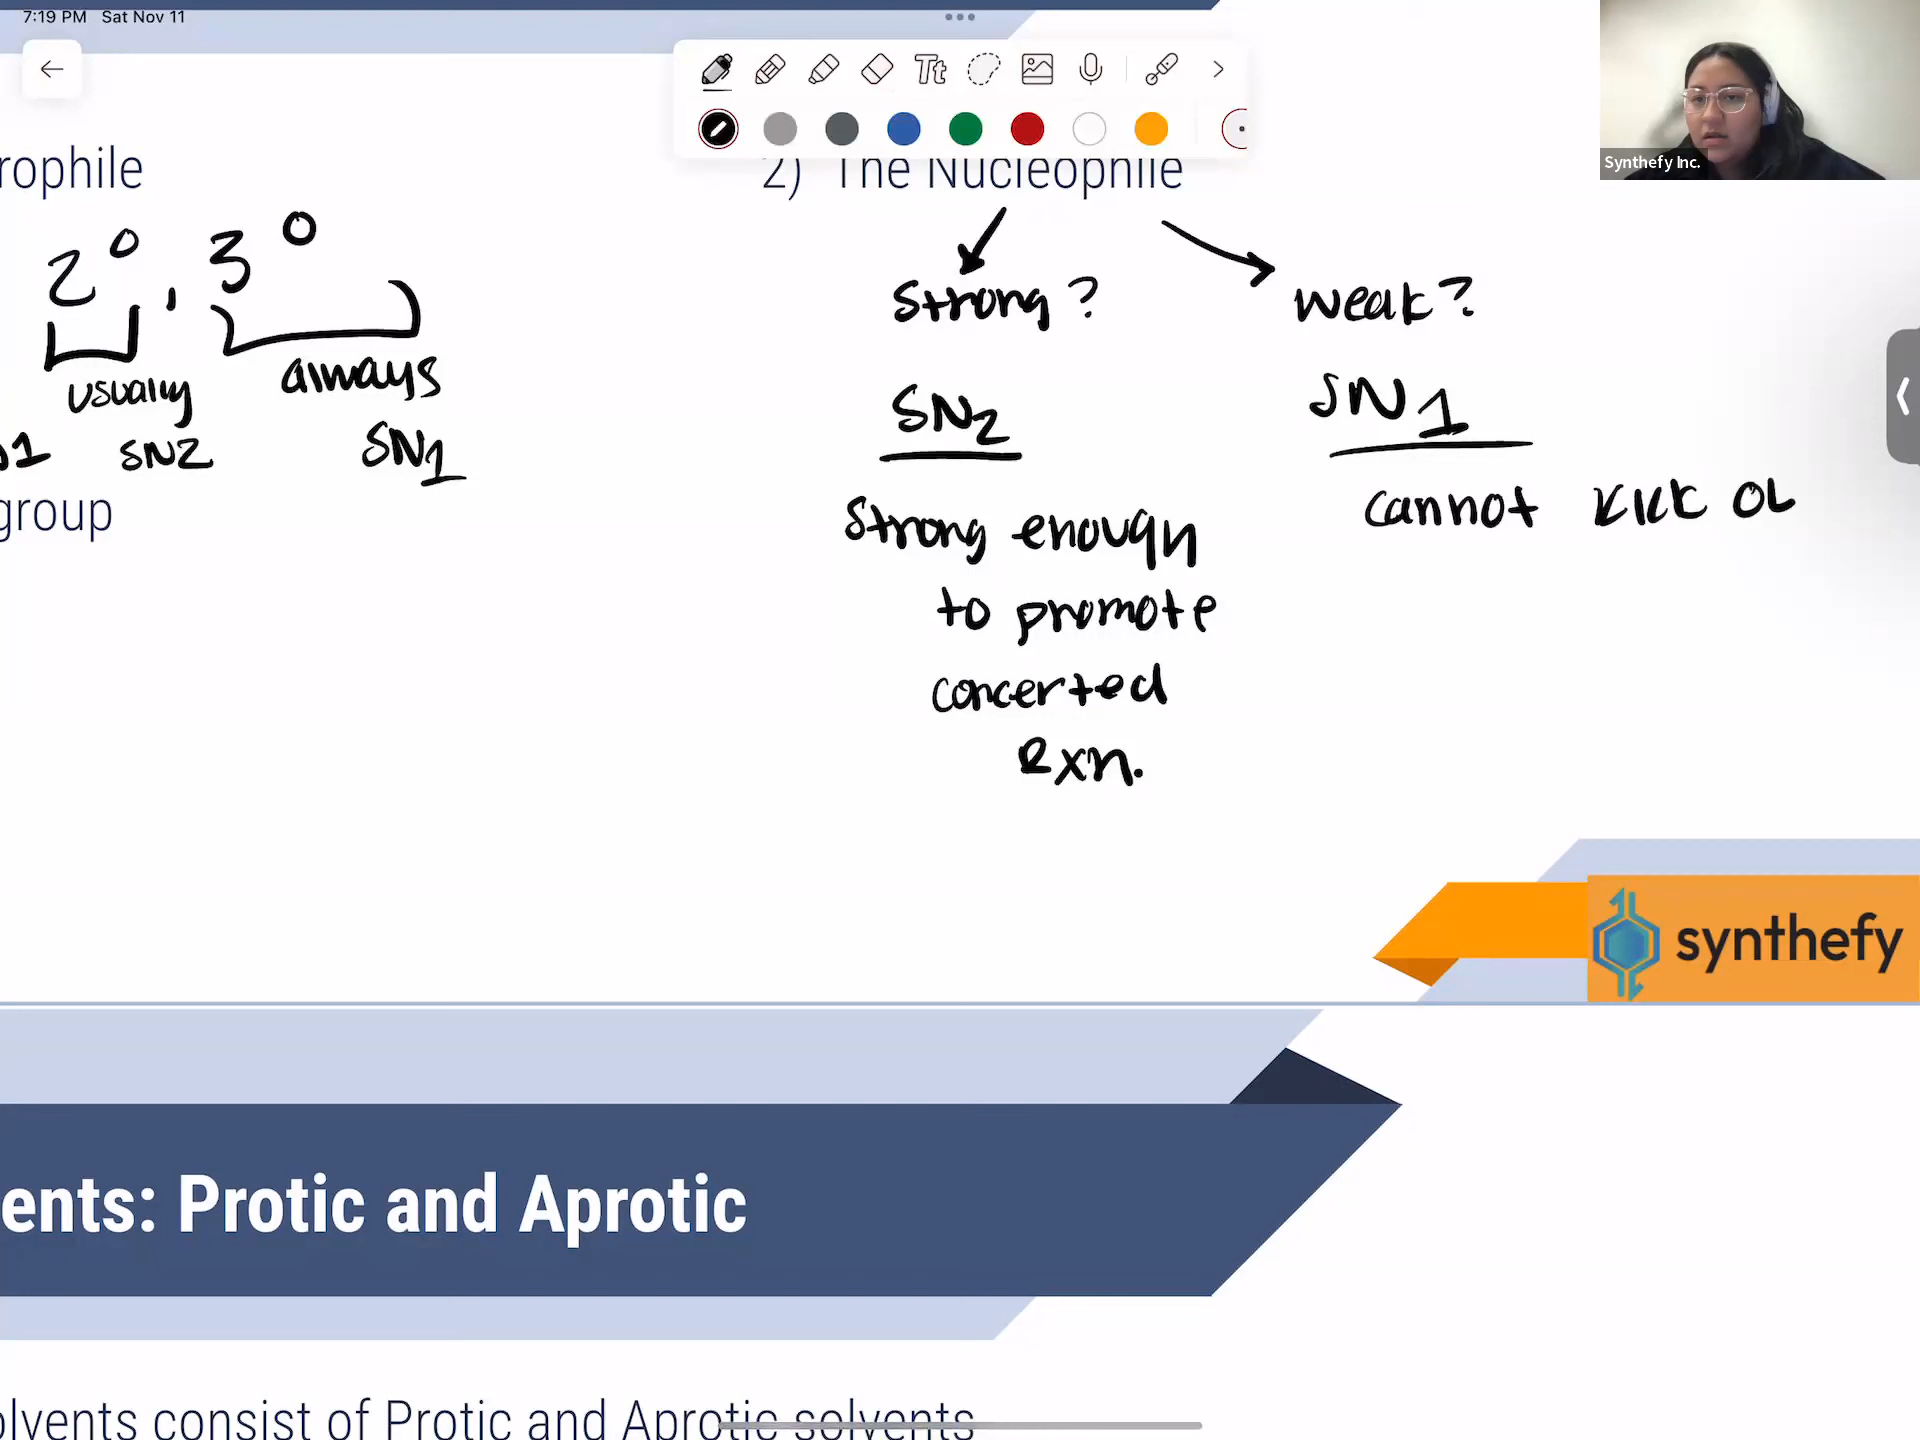 7:19 PM Sat Nov 11
Tt
Synthefy Inc.
rophile
2) The Nucleophile
2°, 3°
Strong?
weak?
usually
always
SN2
SN1
1
SN2
SN1
group
Strong enough
cannot kick
to promote
concerted
Rxn.
synthefy
ents: Protic and Aprotic
olvents consist of Protic and Aprotic solvents